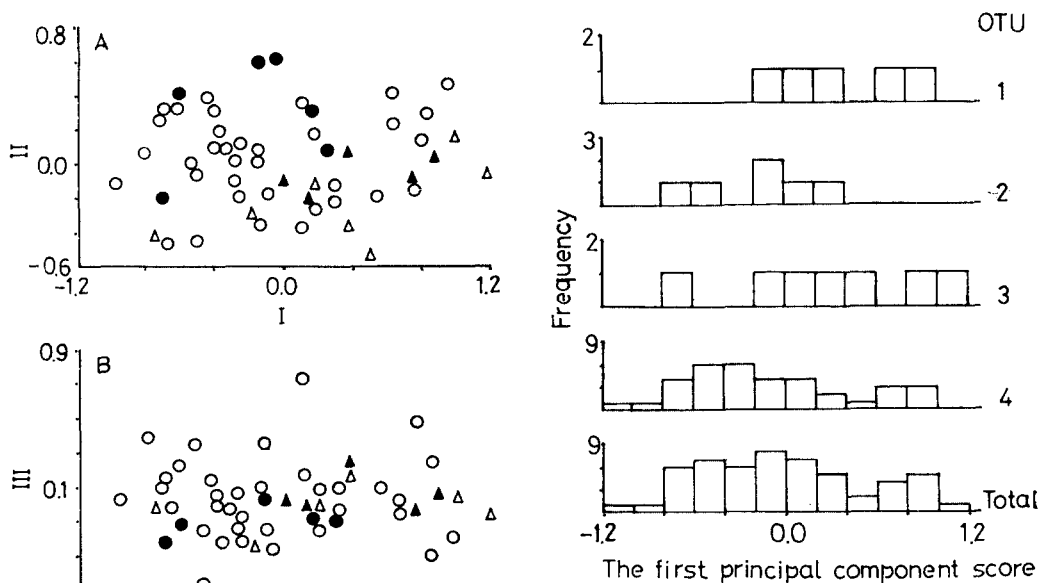 0.8
A
II
0.0
-0.6
-1.2
0.0
1.2
I
0.9
B
III
0.1
OTU
2
1
3
2
2
3
9
4
9
Total
Frequency
-1.2
0.0
1.2
The first principal component score